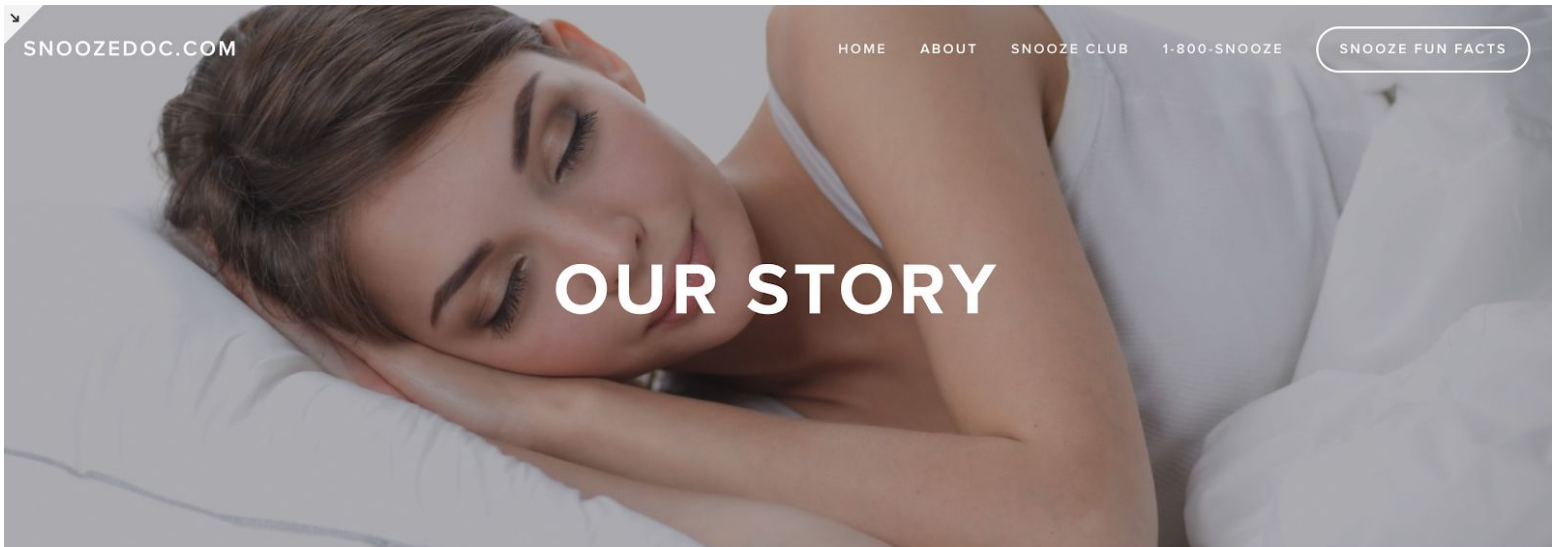 SNOOZEDOC.COM
HOME ABOUT SNOOZE CLUB 1-800-SNOOZE SNOOZE FUN FACTS
OUR STORY